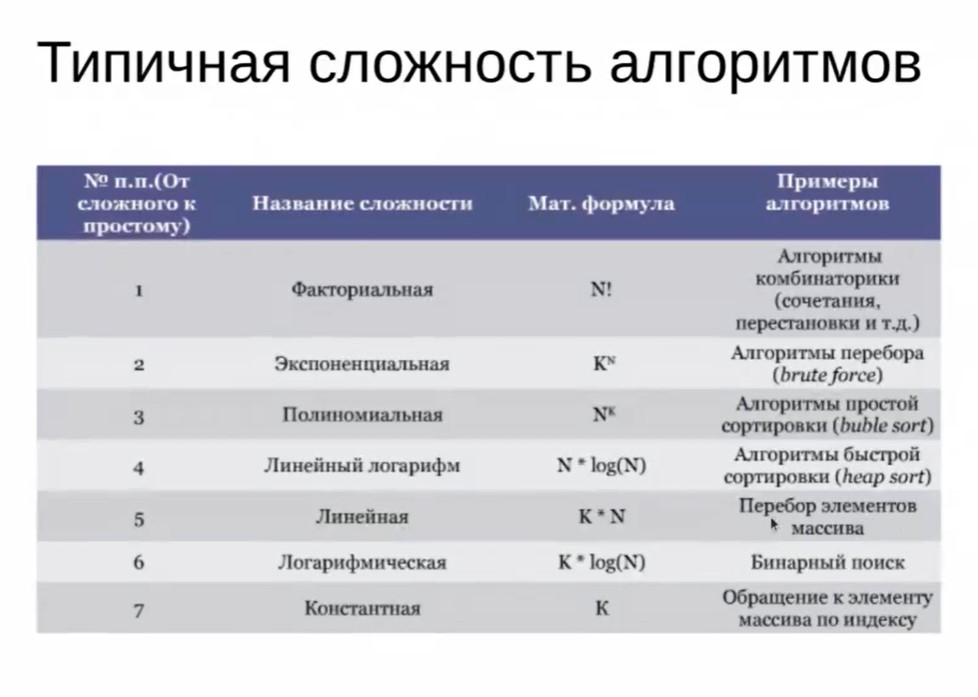 Типичная сложность алгоритмов
№ п.п.(От
сложного к
простому)
Название сложности
Мат. формула
Примеры
алгоритмов
1
Факториальная
N!
Алгоритмы
комбинаторики
(сочетания,
перестановки и т.д.)
2
Экспоненциальная
Kᴺ
Алгоритмы перебора
(brute force)
3
Полиномиальная
Nᴷ
Алгоритмы простой
сортировки (buble sort)
4
Линейный логарифм
N * log(N)
Алгоритмы быстрой
сортировки (heap sort)
5
Линейная
K * N
Перебор элементов
массива
6
Логарифмическая
K * log(N)
Бинарный поиск
7
Константная
K
Обращение к элементу
массива по индексу